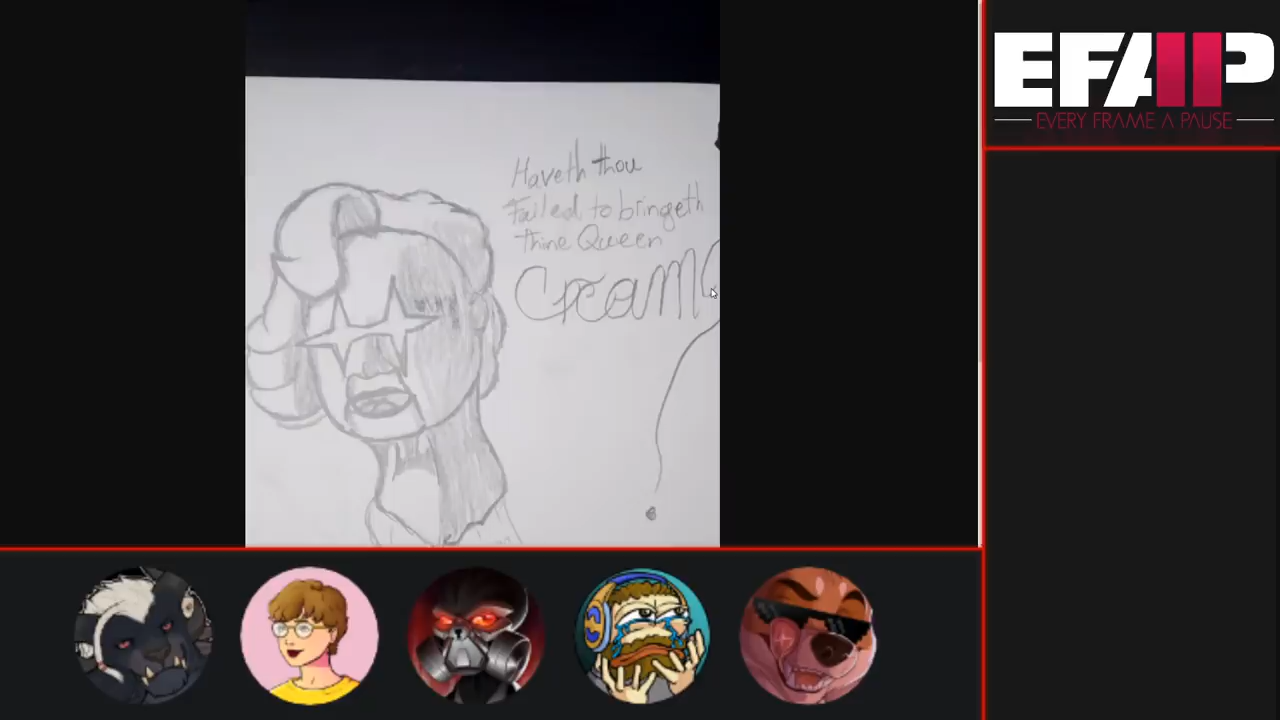 Haveth thou
Failed to bringeth
thine Queen
Cream
EFAP
EVERY FRAME A PAUSE